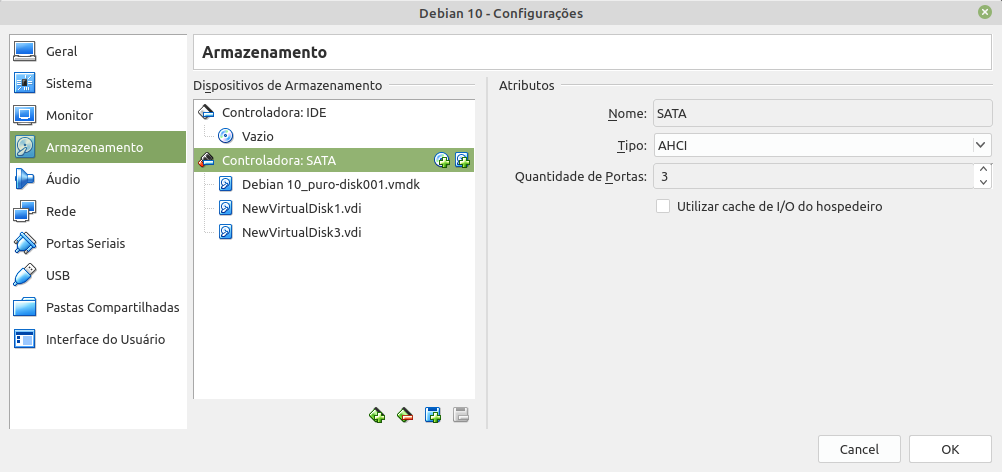 Debian 10 - Configurações
Geral
Sistema
Monitor
Armazenamento
Áudio
Rede
Portas Seriais
USB
Pastas Compartilhadas
Interface do Usuário
Armazenamento
Dispositivos de Armazenamento
Controladora: IDE
Vazio
Controladora: SATA
Debian 10_puro-disk001.vmdk
NewVirtualDisk1.vdi
NewVirtualDisk3.vdi
Atributos
Nome: SATA
Tipo: AHCI
Quantidade de Portas: 3
Utilizar cache de I/O do hospedeiro
Cancel
OK